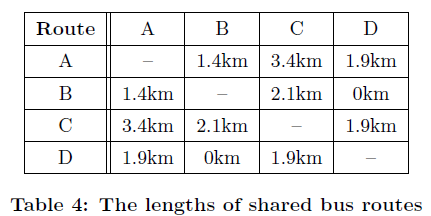 Route A B C D
A – 1.4km 3.4km 1.9km
B 1.4km – 2.1km 0km
C 3.4km 2.1km – 1.9km
D 1.9km 0km 1.9km –
Table 4: The lengths of shared bus routes